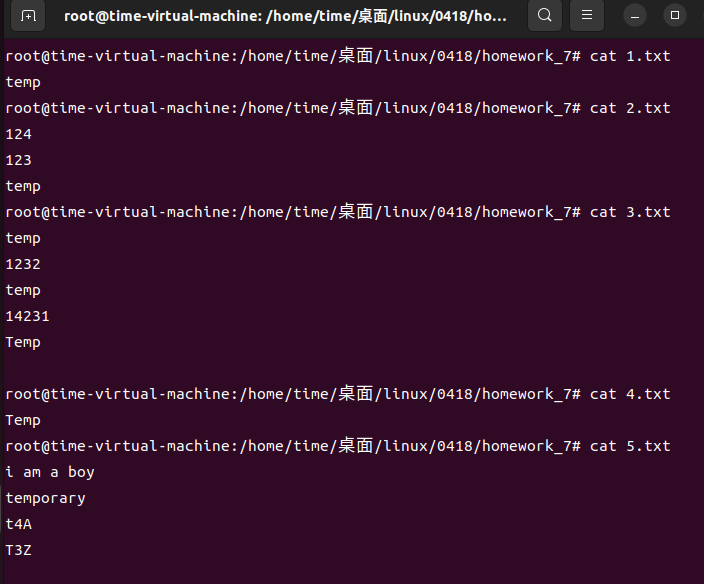 root@time-virtual-machine: /home/time/桌面/linux/0418/ho...
root@time-virtual-machine:/home/time/桌面/linux/0418/homework_7# cat 1.txt
temp
root@time-virtual-machine:/home/time/桌面/linux/0418/homework_7# cat 2.txt
124
123
temp
root@time-virtual-machine:/home/time/桌面/linux/0418/homework_7# cat 3.txt
temp
1232
temp
14231
Temp
root@time-virtual-machine:/home/time/桌面/linux/0418/homework_7# cat 4.txt
Temp
root@time-virtual-machine:/home/time/桌面/linux/0418/homework_7# cat 5.txt
i am a boy
temporary
t4A
T3Z